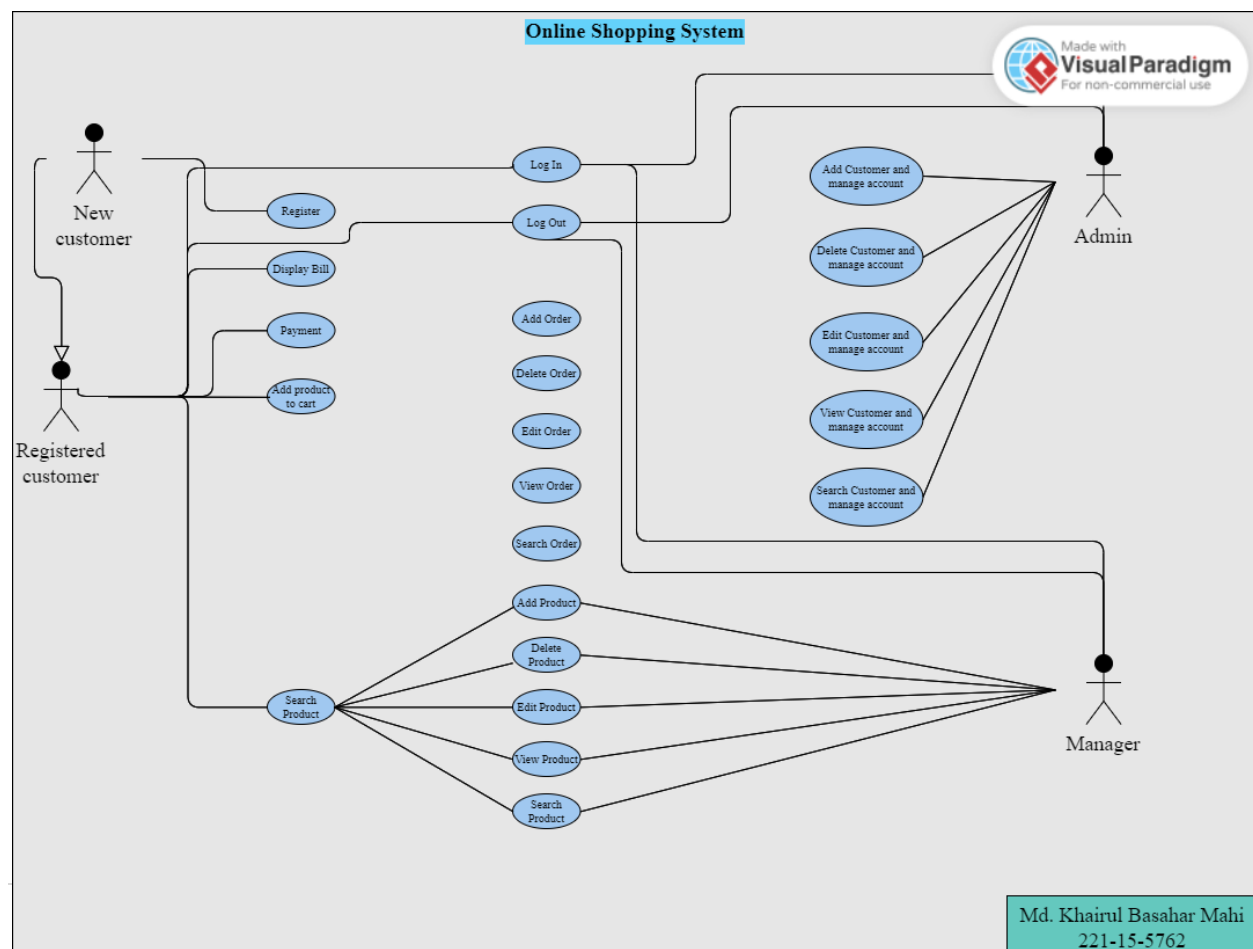 Online Shopping System
Made with
Visual Paradigm
For non-commercial use
New
customer
Register
Log In
Log Out
Display Bill
Payment
Add product
to cart
Registered
customer
Add Order
Delete Order
Edit Order
View Order
Search Order
Add Product
Delete
Product
Edit Product
View Product
Search
Product
Search
Product
Add Customer and
manage account
Delete Customer and
manage account
Edit Customer and
manage account
View Customer and
manage account
Search Customer and
manage account
Admin
Manager
Md. Khairul Basahar Mahi
221-15-5762